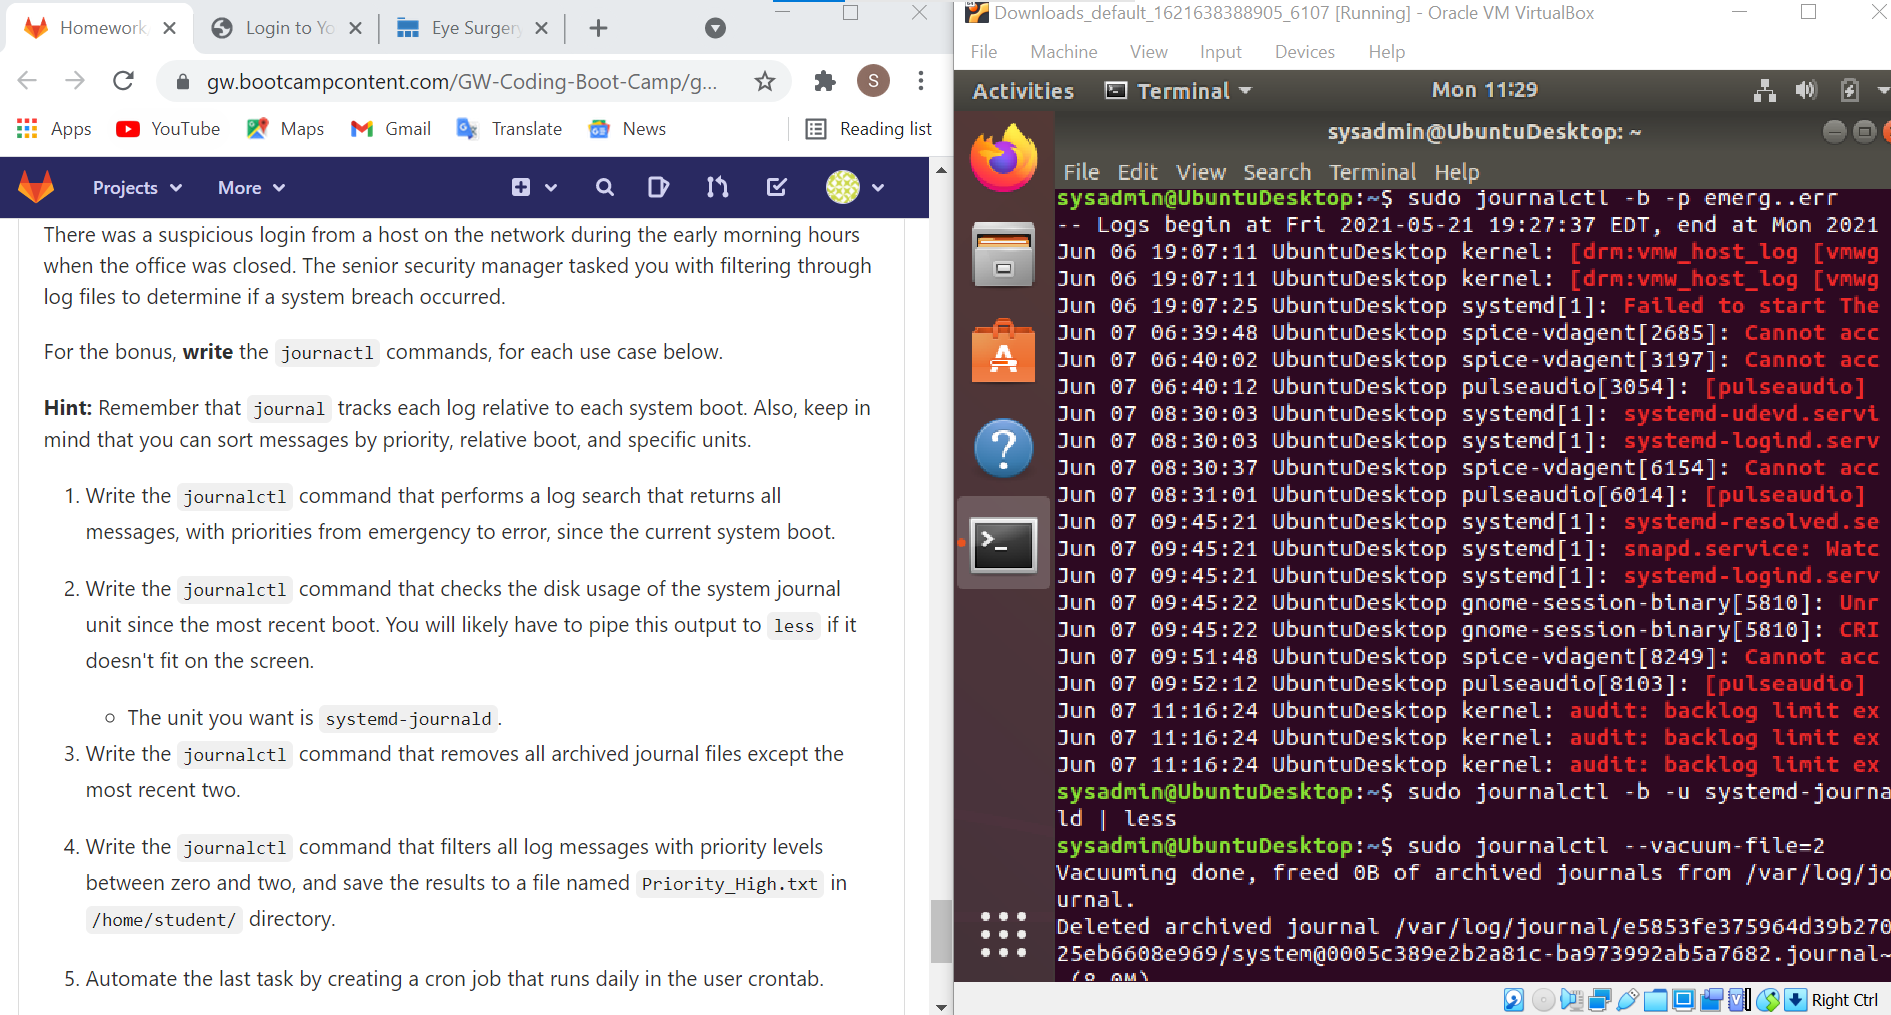 Homework
Login to Yo
Eye Surger
gw.bootcampcontent.com/GW-Coding-Boot-Camp/g...
S
Apps
YouTube
Maps
Gmail
Translate
News
Reading list
Projects
More
There was a suspicious login from a host on the network during the early morning hours
when the office was closed. The senior security manager tasked you with filtering through
log files to determine if a system breach occurred.
For the bonus, write the journactl commands, for each use case below.
Hint: Remember that journal tracks each log relative to each system boot. Also, keep in
mind that you can sort messages by priority, relative boot, and specific units.
1. Write the journalctl command that performs a log search that returns all
messages, with priorities from emergency to error, since the current system boot.
2. Write the journalctl command that checks the disk usage of the system journal
unit since the most recent boot. You will likely have to pipe this output to less if it
doesn't fit on the screen.
The unit you want is systemd-journald.
3. Write the journalctl command that removes all archived journal files except the
most recent two.
4. Write the journalctl command that filters all log messages with priority levels
between zero and two, and save the results to a file named Priority_High.txt in
/home/student/ directory.
5. Automate the last task by creating a cron job that runs daily in the user crontab.
Downloads_default_1621638388905_6107 [Running] - Oracle VM VirtualBox
File Machine View Input Devices Help
Activities Terminal Mon 11:29
sysadmin@UbuntuDesktop: ~
File Edit View Search Terminal Help
sysadmin@UbuntuDesktop:~$ sudo journalctl -b -p emerg..err
-- Logs begin at Fri 2021-05-21 19:27:37 EDT, end at Mon 2021
Jun 06 19:07:11 UbuntuDesktop kernel: [drm:vmw_host_log [vmwg
Jun 06 19:07:11 UbuntuDesktop kernel: [drm:vmw_host_log [vmwg
Jun 06 19:07:25 UbuntuDesktop systemd[1]: Failed to start The
Jun 07 06:39:48 UbuntuDesktop spice-vdagent[2685]: Cannot acc
Jun 07 06:40:02 UbuntuDesktop spice-vdagent[3197]: Cannot acc
Jun 07 06:40:12 UbuntuDesktop pulseaudio[3054]: [pulseaudio]
Jun 07 08:30:03 UbuntuDesktop systemd[1]: systemd-udevd.servi
Jun 07 08:30:03 UbuntuDesktop systemd[1]: systemd-logind.serv
Jun 07 08:30:37 UbuntuDesktop spice-vdagent[6154]: Cannot acc
Jun 07 08:31:01 UbuntuDesktop pulseaudio[6014]: [pulseaudio]
Jun 07 09:45:21 UbuntuDesktop systemd[1]: systemd-resolved.se
Jun 07 09:45:21 UbuntuDesktop systemd[1]: snapd.service: Watc
Jun 07 09:45:21 UbuntuDesktop systemd[1]: systemd-logind.serv
Jun 07 09:45:22 UbuntuDesktop gnome-session-binary[5810]: Unr
Jun 07 09:45:22 UbuntuDesktop gnome-session-binary[5810]: CRI
Jun 07 09:51:48 UbuntuDesktop spice-vdagent[8249]: Cannot acc
Jun 07 09:52:12 UbuntuDesktop pulseaudio[8103]: [pulseaudio]
Jun 07 11:16:24 UbuntuDesktop kernel: audit: backlog limit ex
Jun 07 11:16:24 UbuntuDesktop kernel: audit: backlog limit ex
Jun 07 11:16:24 UbuntuDesktop kernel: audit: backlog limit ex
sysadmin@UbuntuDesktop:~$ sudo journalctl -b -u systemd-journa
ld | less
sysadmin@UbuntuDesktop:~$ sudo journalctl --vacuum-file=2
Vacuuming done, freed 0B of archived journals from /var/log/jo
urnal.
Deleted archived journal /var/log/journal/e5853fe375964d39b270
25eb6608e969/system@0005c389e2b2a81c-ba973992ab5a7682.journal~
(8.0M)
Right Ctrl